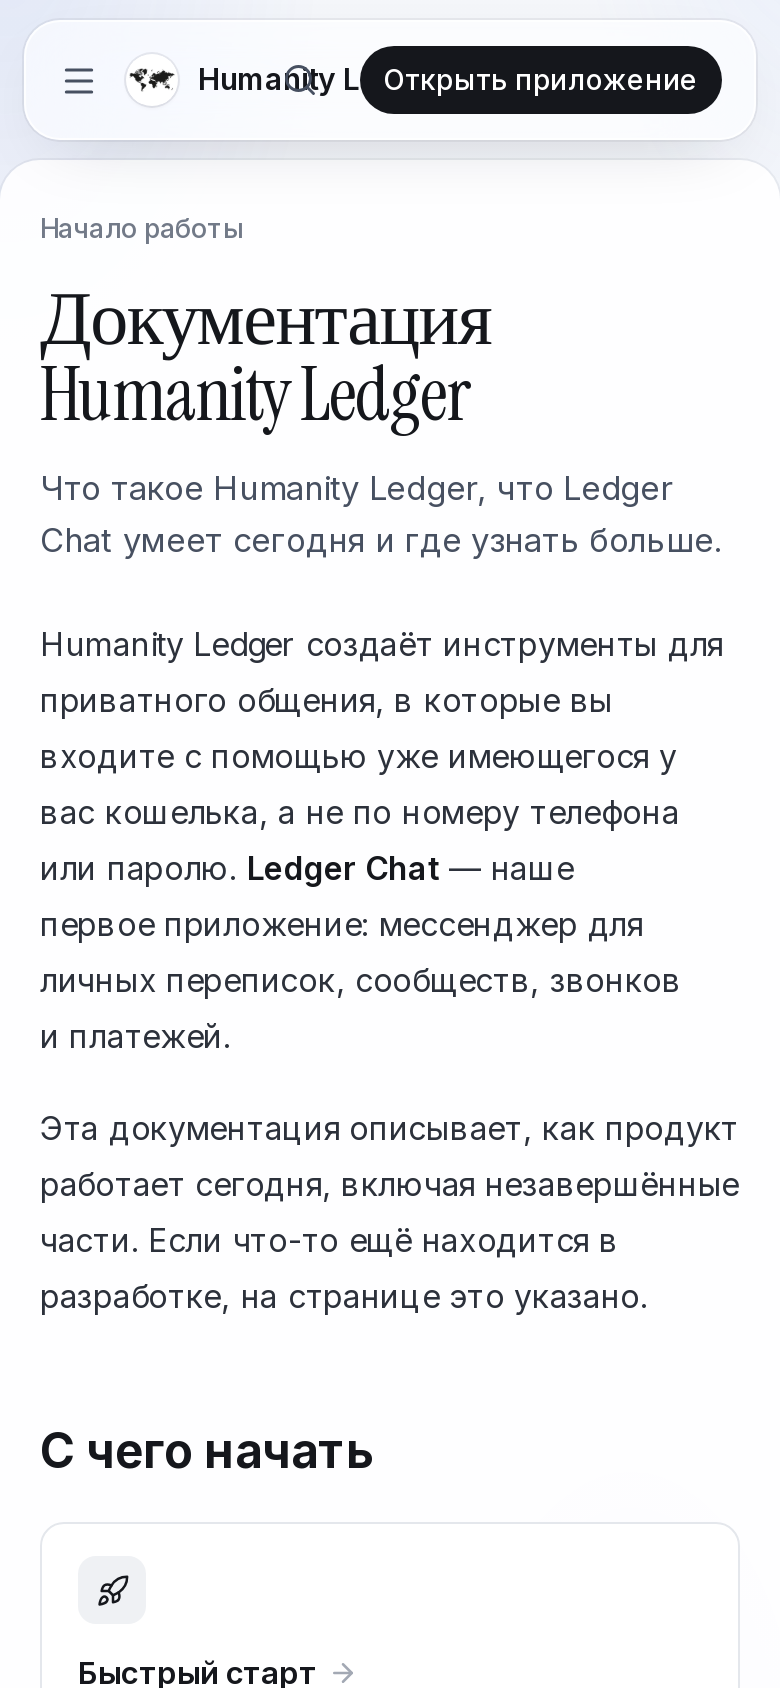 Humanity L
Открыть приложение
Начало работы
Документация
Humanity Ledger
Что такое Humanity Ledger, что Ledger
Chat умеет сегодня и где узнать больше.
Humanity Ledger создаёт инструменты для
приватного общения, в которые вы
входите с помощью уже имеющегося у
вас кошелька, а не по номеру телефона
или паролю. Ledger Chat — наше
первое приложение: мессенджер для
личных переписок, сообществ, звонков
и платежей.
Эта документация описывает, как продукт
работает сегодня, включая незавершённые
части. Если что-то ещё находится в
разработке, на странице это указано.
С чего начать
Быстрый старт